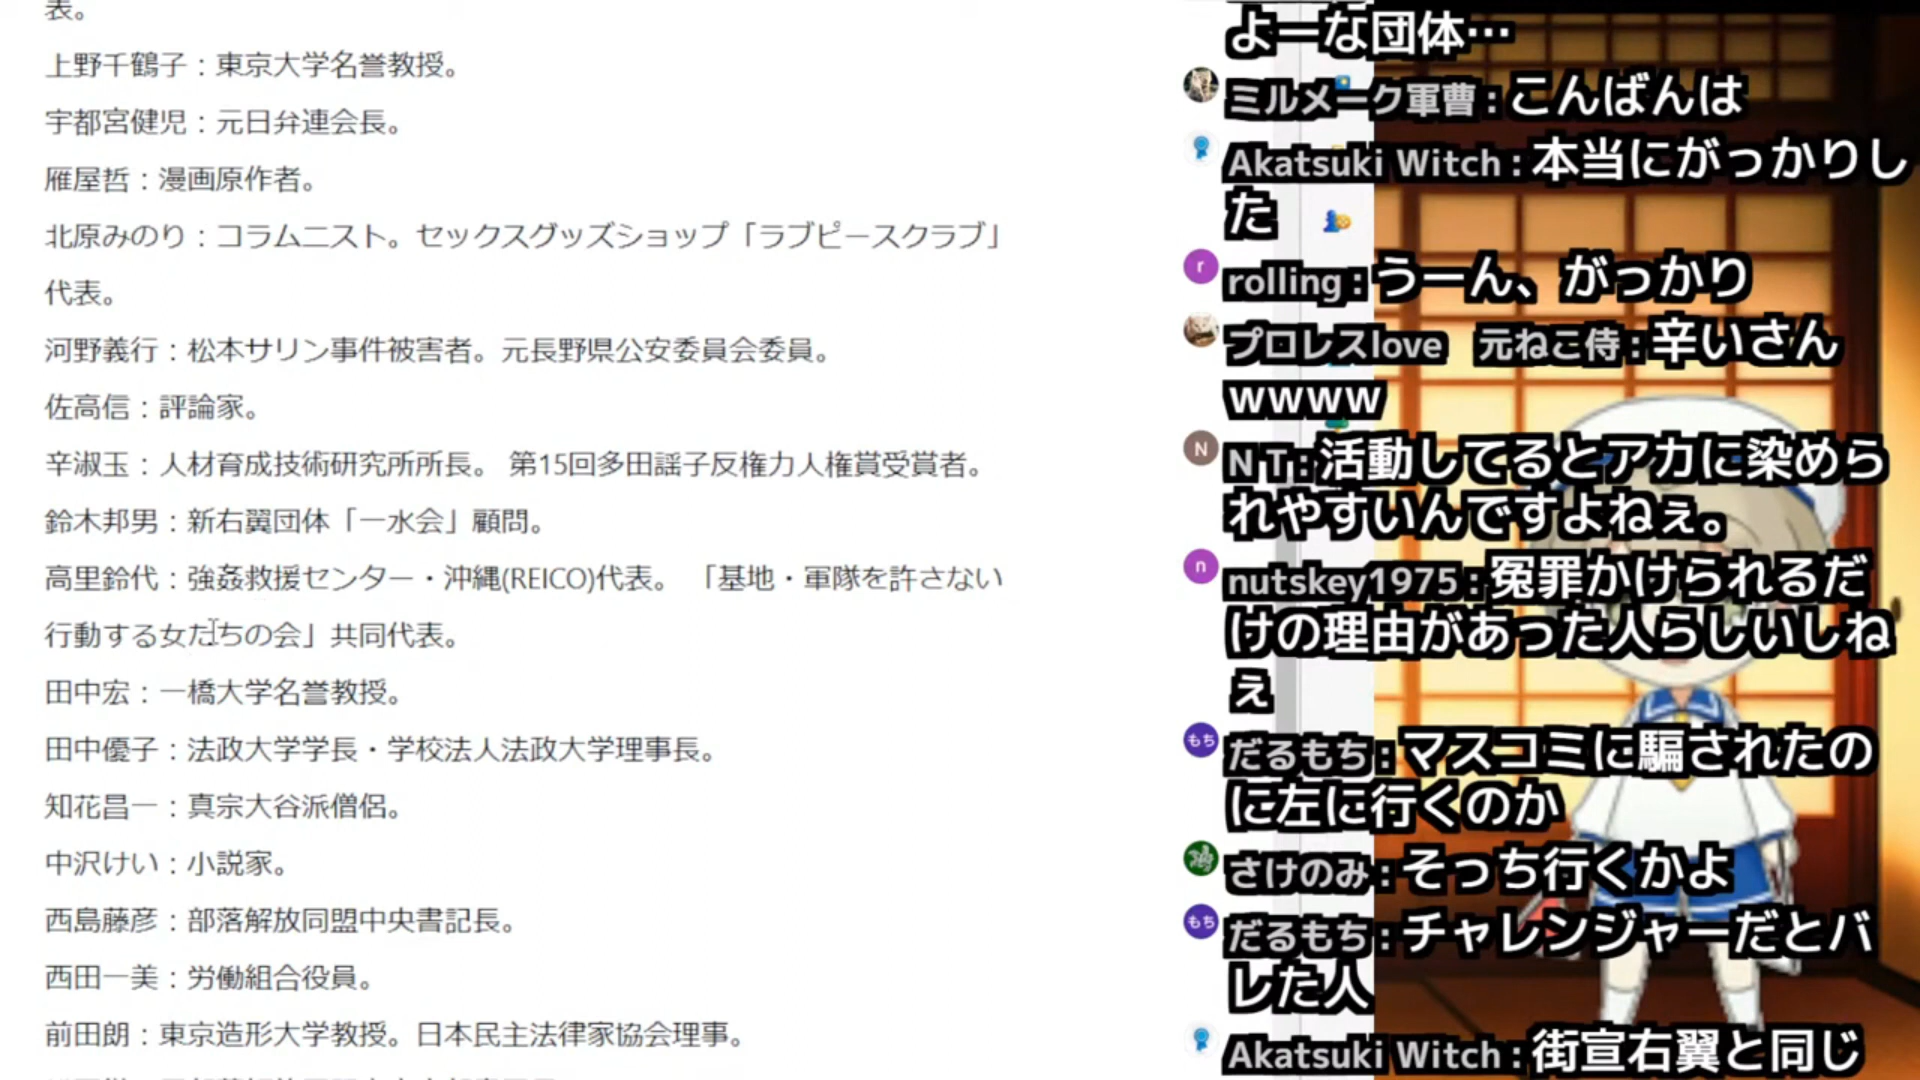 表。
上野千鶴子：東京大学名誉教授。
宇都宮健児：元日弁連会長。
雁屋哲：漫画原作者。
北原みのり：コラムニスト。セックスグッズショップ「ラブピースクラブ」
代表。
河野義行：松本サリン事件被害者。元長野県公安委員会委員。
佐高信：評論家。
辛淑玉：人材育成技術研究所所長。 第15回多田謡子反権力人権賞受賞者。
鈴木邦男：新右翼団体「一水会」顧問。
高里鈴代：強姦救援センター・沖縄(REICO)代表。 「基地・軍隊を許さない
行動する女たちの会」共同代表。
田中宏：一橋大学名誉教授。
田中優子：法政大学学長・学校法人法政大学理事長。
知花昌一：真宗大谷派僧侶。
中沢けい：小説家。
西島藤彦：部落解放同盟中央書記長。
西田一美：労働組合役員。
前田朗：東京造形大学教授。日本民主法律家協会理事。
よーな団体…
ミルメーク軍曹：こんばんは
Akatsuki Witch：本当にがっかりし
た
r
rolling：うーん、がっかり
プロレスlove 元ねこ侍：辛いさん
wwww
N
N T：活動してるとアカに染めら
れやすいんですよねぇ。
n
nutskey1975：冤罪かけられるだ
けの理由があった人らしいしね
ぇ
もち
だるもち：マスコミに騙されたの
に左に行くのか
さけのみ：そっち行くかよ
もち
だるもち：チャレンジャーだとバ
レた人
Akatsuki Witch：街宣右翼と同じ